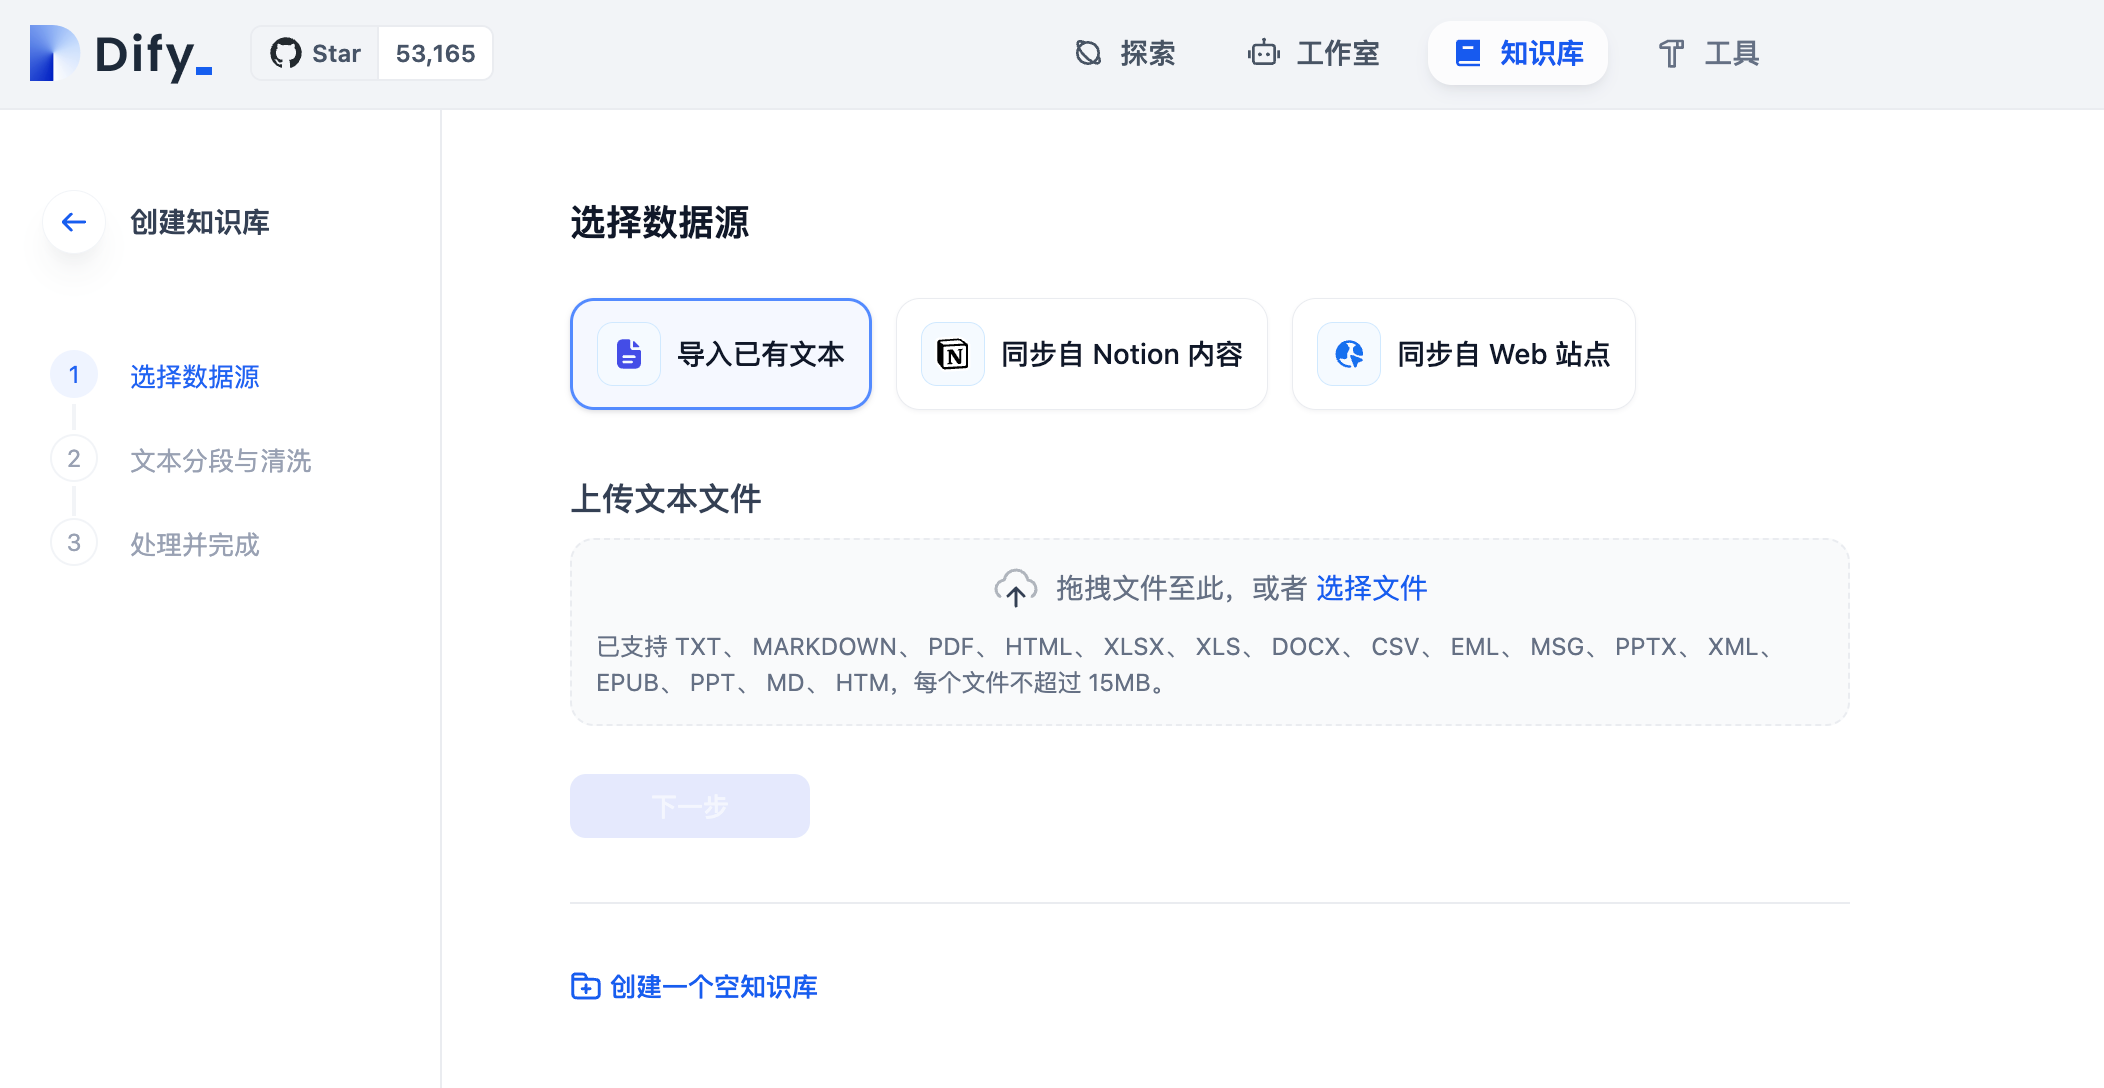 Dify_
Star 53,165
探索 工作室 知识库 工具
创建知识库
1 选择数据源
2 文本分段与清洗
3 处理并完成
选择数据源
导入已有文本 同步自 Notion 内容 同步自 Web 站点
上传文本文件
拖拽文件至此，或者 选择文件
已支持 TXT、 MARKDOWN、 PDF、 HTML、 XLSX、 XLS、 DOCX、 CSV、 EML、 MSG、 PPTX、 XML、
EPUB、 PPT、 MD、 HTM，每个文件不超过 15MB。
下一步
创建一个空知识库